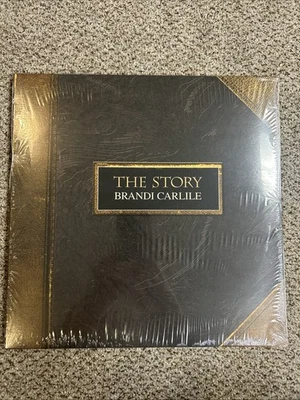 THE STORY
BRANDI CARLILE